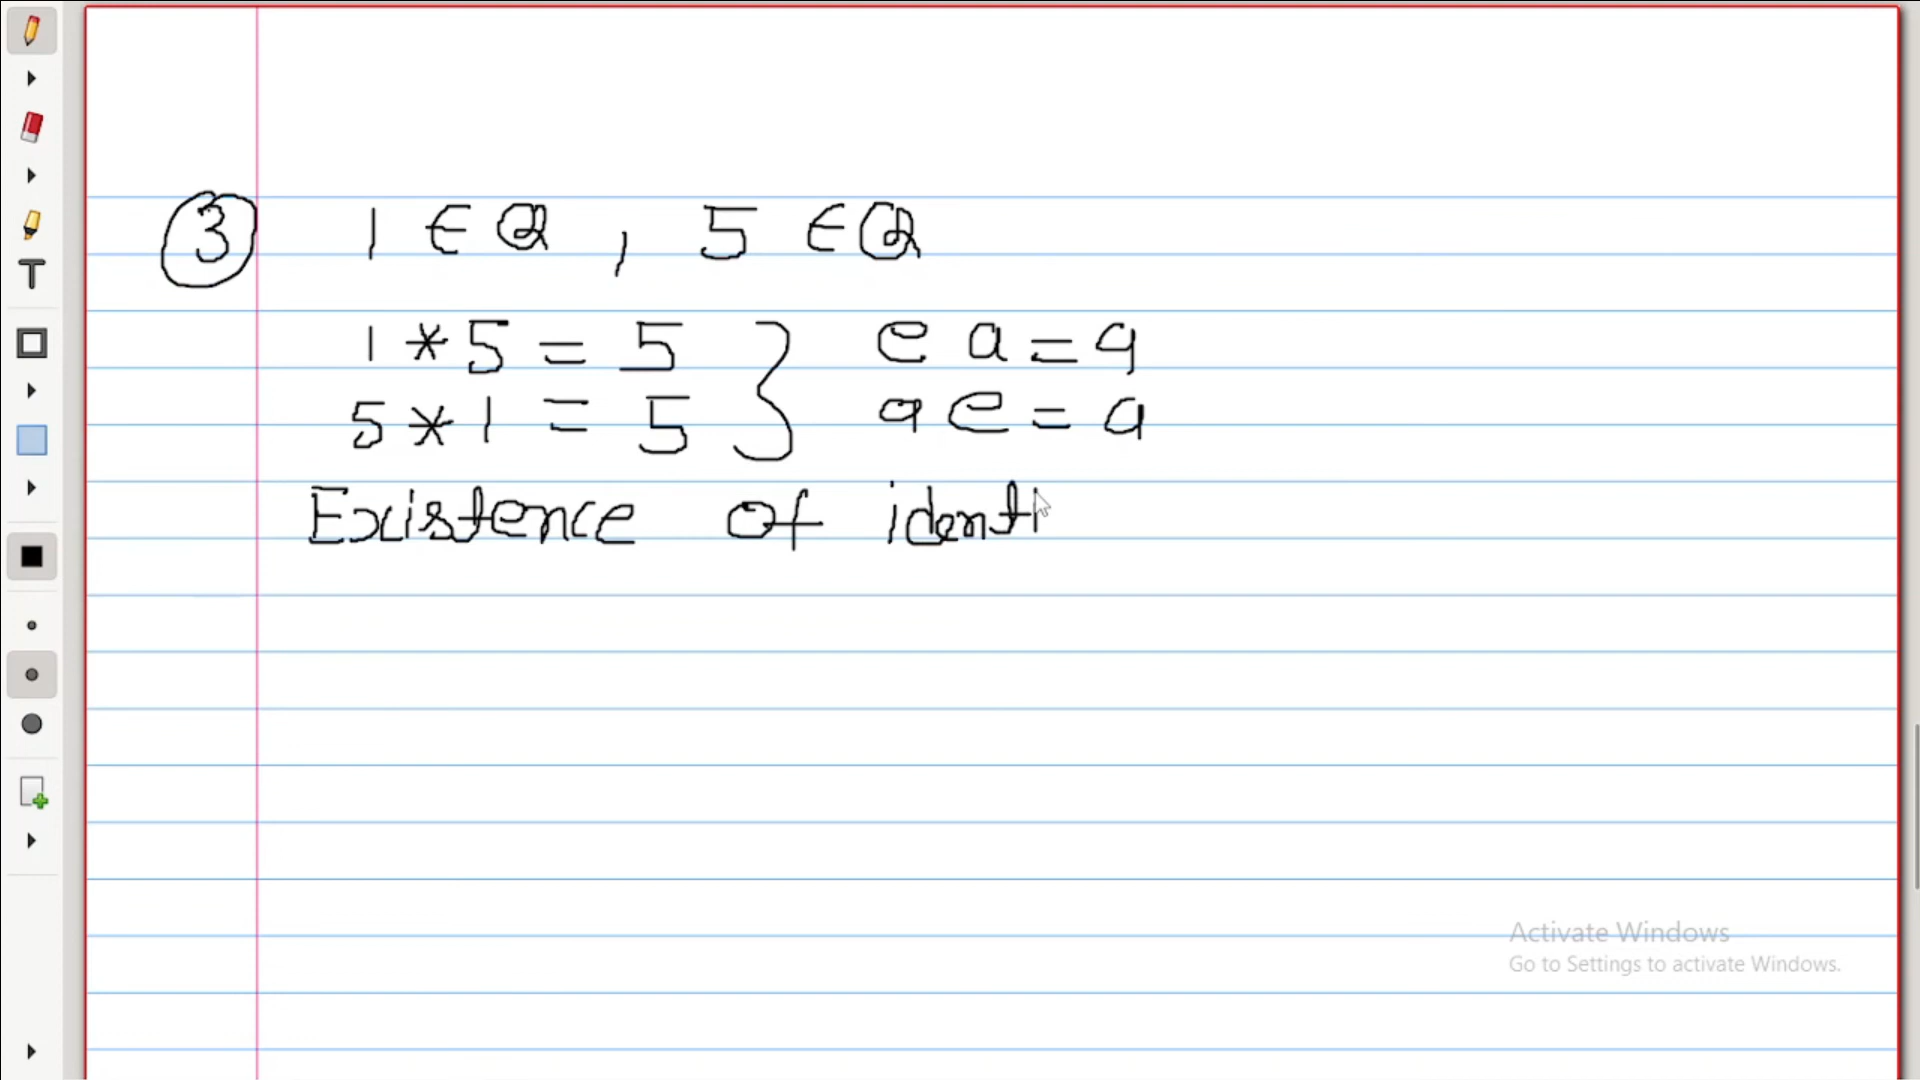 ③ 1 ∈ Q , 5 ∈ Q
1 * 5 = 5 } e a = a
5 * 1 = 5 } a e = a
Existence of identi
Activate Windows
Go to Settings to activate Windows.